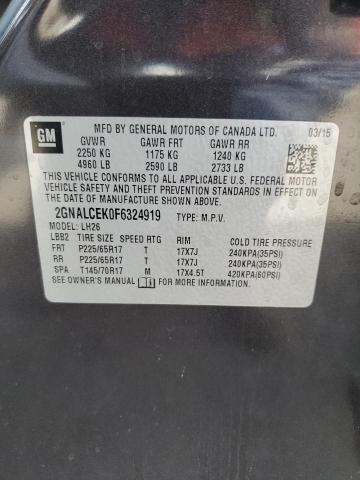 GM
MFD BY GENERAL MOTORS OF CANADA LTD. 03/15
GVWR GAWR FRT GAWR RR
2250 KG 1175 KG 1240 KG
4960 LB 2590 LB 2733 LB
THIS VEHICLE CONFORMS TO ALL APPLICABLE U.S. FEDERAL MOTOR
VEHICLE SAFETY, BUMPER, AND THEFT PREVENTION STANDARDS IN EFFECT ON
THE DATE OF MANUFACTURE SHOWN ABOVE.
2GNALCEK0F6324919 TYPE: M.P.V.
MODEL: LH26
LBB2 TIRE SIZE SPEED RTG RIM COLD TIRE PRESSURE
FRT P225/65R17 T 17X7J 240KPA(35PSI)
RR P225/65R17 T 17X7J 240KPA(35PSI)
SPA T145/70R17 M 17X4.5T 420KPA(60PSI)
SEE OWNER'S MANUAL i FOR MORE INFORMATION.